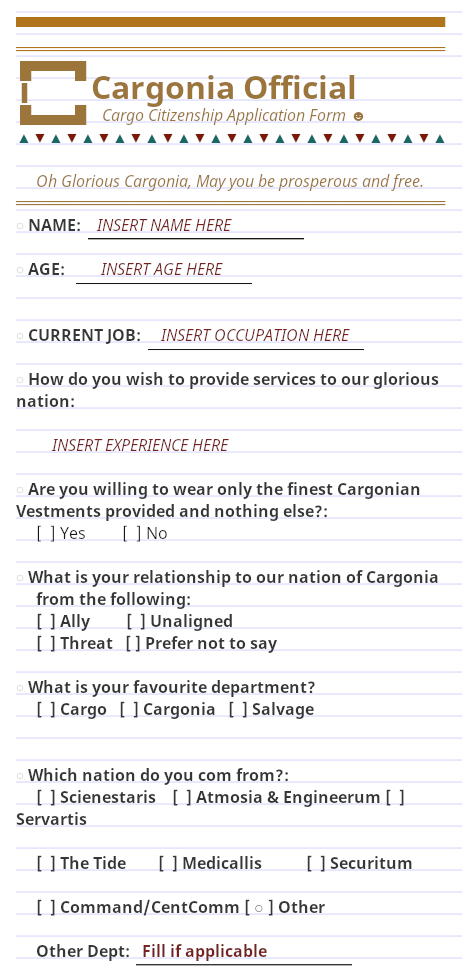 Cargonia Official
Cargo Citizenship Application Form ☻
▲▼▲▼▲▼▲▼▲▼▲▼▲▼▲▼▲▼▲▼▲▼▲▼▲▼▲
Oh Glorious Cargonia, May you be prosperous and free.
○ NAME: INSERT NAME HERE
○ AGE: INSERT AGE HERE
○ CURRENT JOB: INSERT OCCUPATION HERE
○ How do you wish to provide services to our glorious
nation:
INSERT EXPERIENCE HERE
○ Are you willing to wear only the finest Cargonian
Vestments provided and nothing else?:
[ ] Yes [ ] No
○ What is your relationship to our nation of Cargonia
from the following:
[ ] Ally [ ] Unaligned
[ ] Threat [ ] Prefer not to say
○ What is your favourite department?
[ ] Cargo [ ] Cargonia [ ] Salvage
○ Which nation do you com from?:
[ ] Scienestaris [ ] Atmosia & Engineerum [ ]
Servartis
[ ] The Tide [ ] Medicallis [ ] Securitum
[ ] Command/CentComm [ ○ ] Other
Other Dept: Fill if applicable